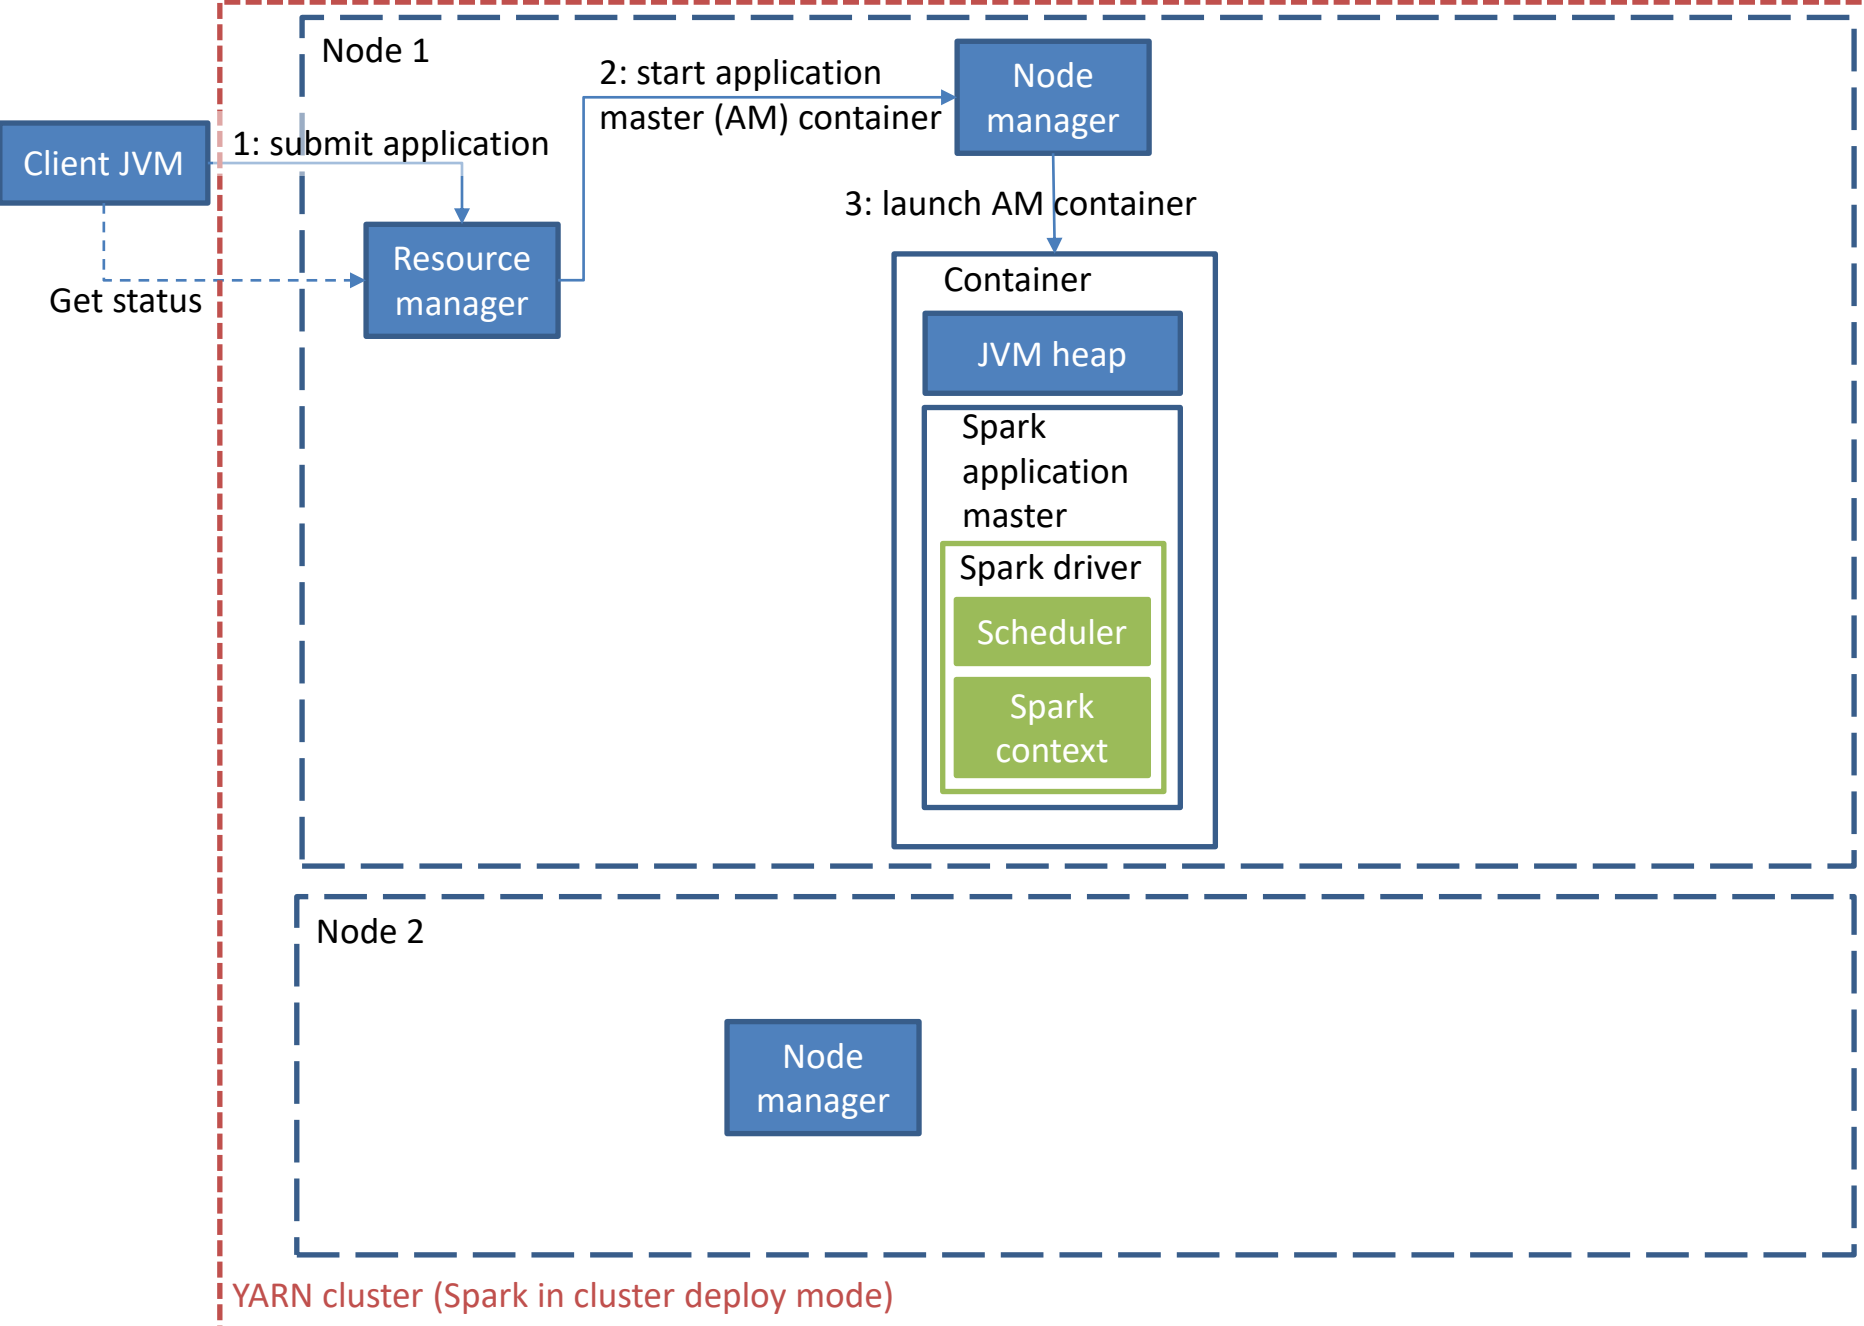 Node 1
2: start application
master (AM) container
Node
manager
Client JVM
1: submit application
3: launch AM container
Resource
manager
Get status
Container
JVM heap
Spark
application
master
Spark driver
Scheduler
Spark
context
Node 2
Node
manager
YARN cluster (Spark in cluster deploy mode)